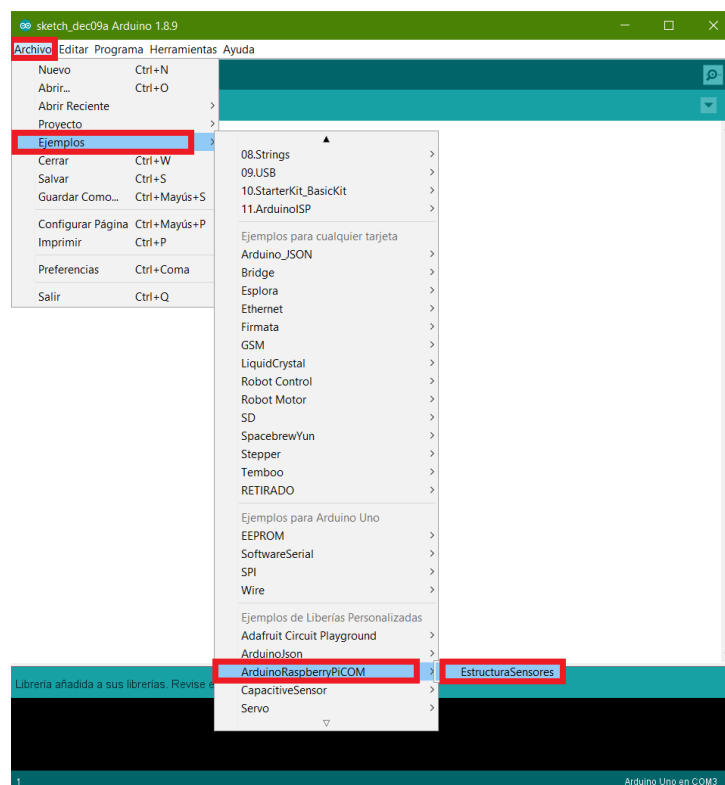 sketch_dec09a Arduino 1.8.9
Archivo Editar Programa Herramientas Ayuda
Nuevo Ctrl+N
Abrir... Ctrl+O
Abrir Reciente
Proyecto
Ejemplos
Cerrar Ctrl+W
Salvar Ctrl+S
Guardar Como... Ctrl+Mayús+S
Configurar Página Ctrl+Mayús+P
Imprimir Ctrl+P
Preferencias Ctrl+Coma
Salir Ctrl+Q
08.Strings
09.USB
10.StarterKit_BasicKit
11.ArduinoISP
Ejemplos para cualquier tarjeta
Arduino_JSON
Bridge
Esplora
Ethernet
Firmata
GSM
LiquidCrystal
Robot Control
Robot Motor
SD
SpacebrewYun
Stepper
Temboo
RETIRADO
Ejemplos para Arduino Uno
EEPROM
SoftwareSerial
SPI
Wire
Ejemplos de Liberías Personalizadas
Adafruit Circuit Playground
ArduinoJson
ArduinoRaspberryPiCOM
EstructuraSensores
CapacitiveSensor
Servo
Librería añadida a sus librerías. Revise e
1
Arduino Uno en COM3